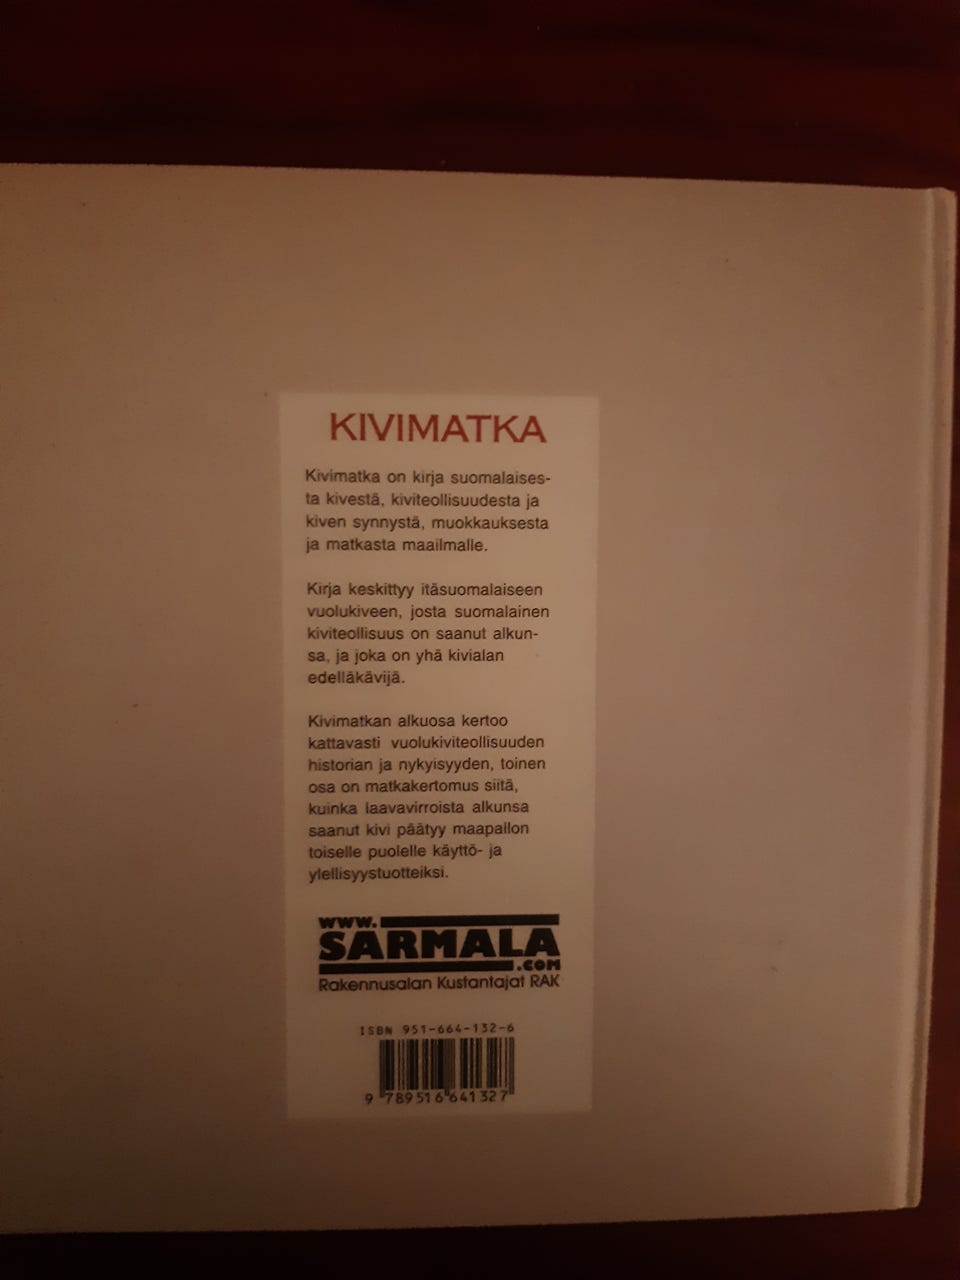 KIVIMATKA
Kivimatka on kirja suomalaises-
ta kivestä, kiviteollisuudesta ja
kiven synnystä, muokkauksesta
ja matkasta maailmalle.
Kirja keskittyy itäsuomalaiseen
vuolukiveen, josta suomalainen
kiviteollisuus on saanut alkun-
sa, ja joka on yhä kivialan
edelläkävijä.
Kivimatkan alkuosa kertoo
kattavasti vuolukiviteollisuuden
historian ja nykyisyyden, toinen
osa on matkakertomus siitä,
kuinka laavavirroista alkunsa
saanut kivi päätyy maapallon
toiselle puolelle käyttö- ja
ylellisyystuotteiksi.
www.
SARMALA
.COM
Rakennusalan Kustantajat RAK
ISBN 951-664-132-6
9 789516 641327